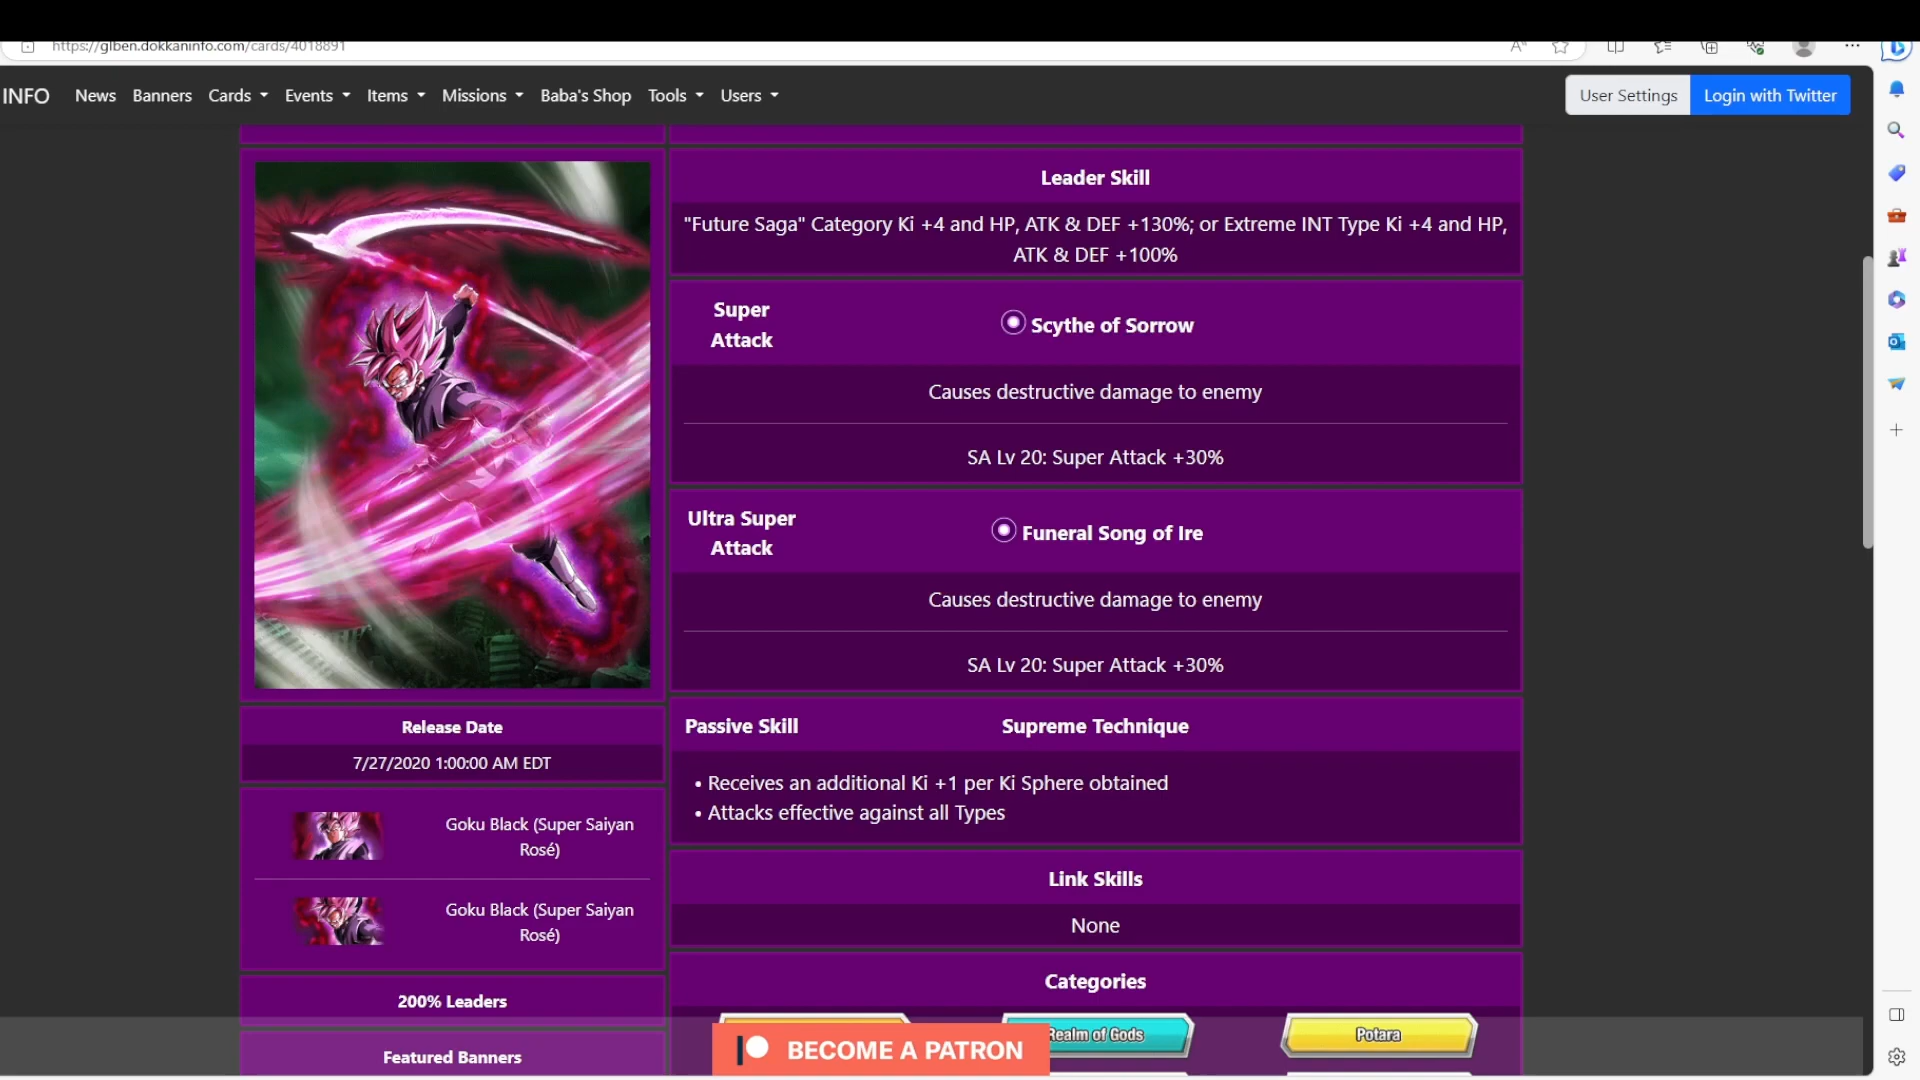 https://glben.dokkaninfo.com/cards/4018891
INFO
News
Banners
Cards
Events
Items
Missions
Baba's Shop
Tools
Users
User Settings
Login with Twitter
Leader Skill
"Future Saga" Category Ki +4 and HP, ATK & DEF +130%; or Extreme INT Type Ki +4 and HP,
ATK & DEF +100%
Super
Attack
Scythe of Sorrow
Causes destructive damage to enemy
SA Lv 20: Super Attack +30%
Ultra Super
Attack
Funeral Song of Ire
Causes destructive damage to enemy
SA Lv 20: Super Attack +30%
Passive Skill
Supreme Technique
• Receives an additional Ki +1 per Ki Sphere obtained
• Attacks effective against all Types
Link Skills
None
Categories
Realm of Gods
Potara
Release Date
7/27/2020 1:00:00 AM EDT
Goku Black (Super Saiyan
Rosé)
Goku Black (Super Saiyan
Rosé)
200% Leaders
Featured Banners
BECOME A PATRON